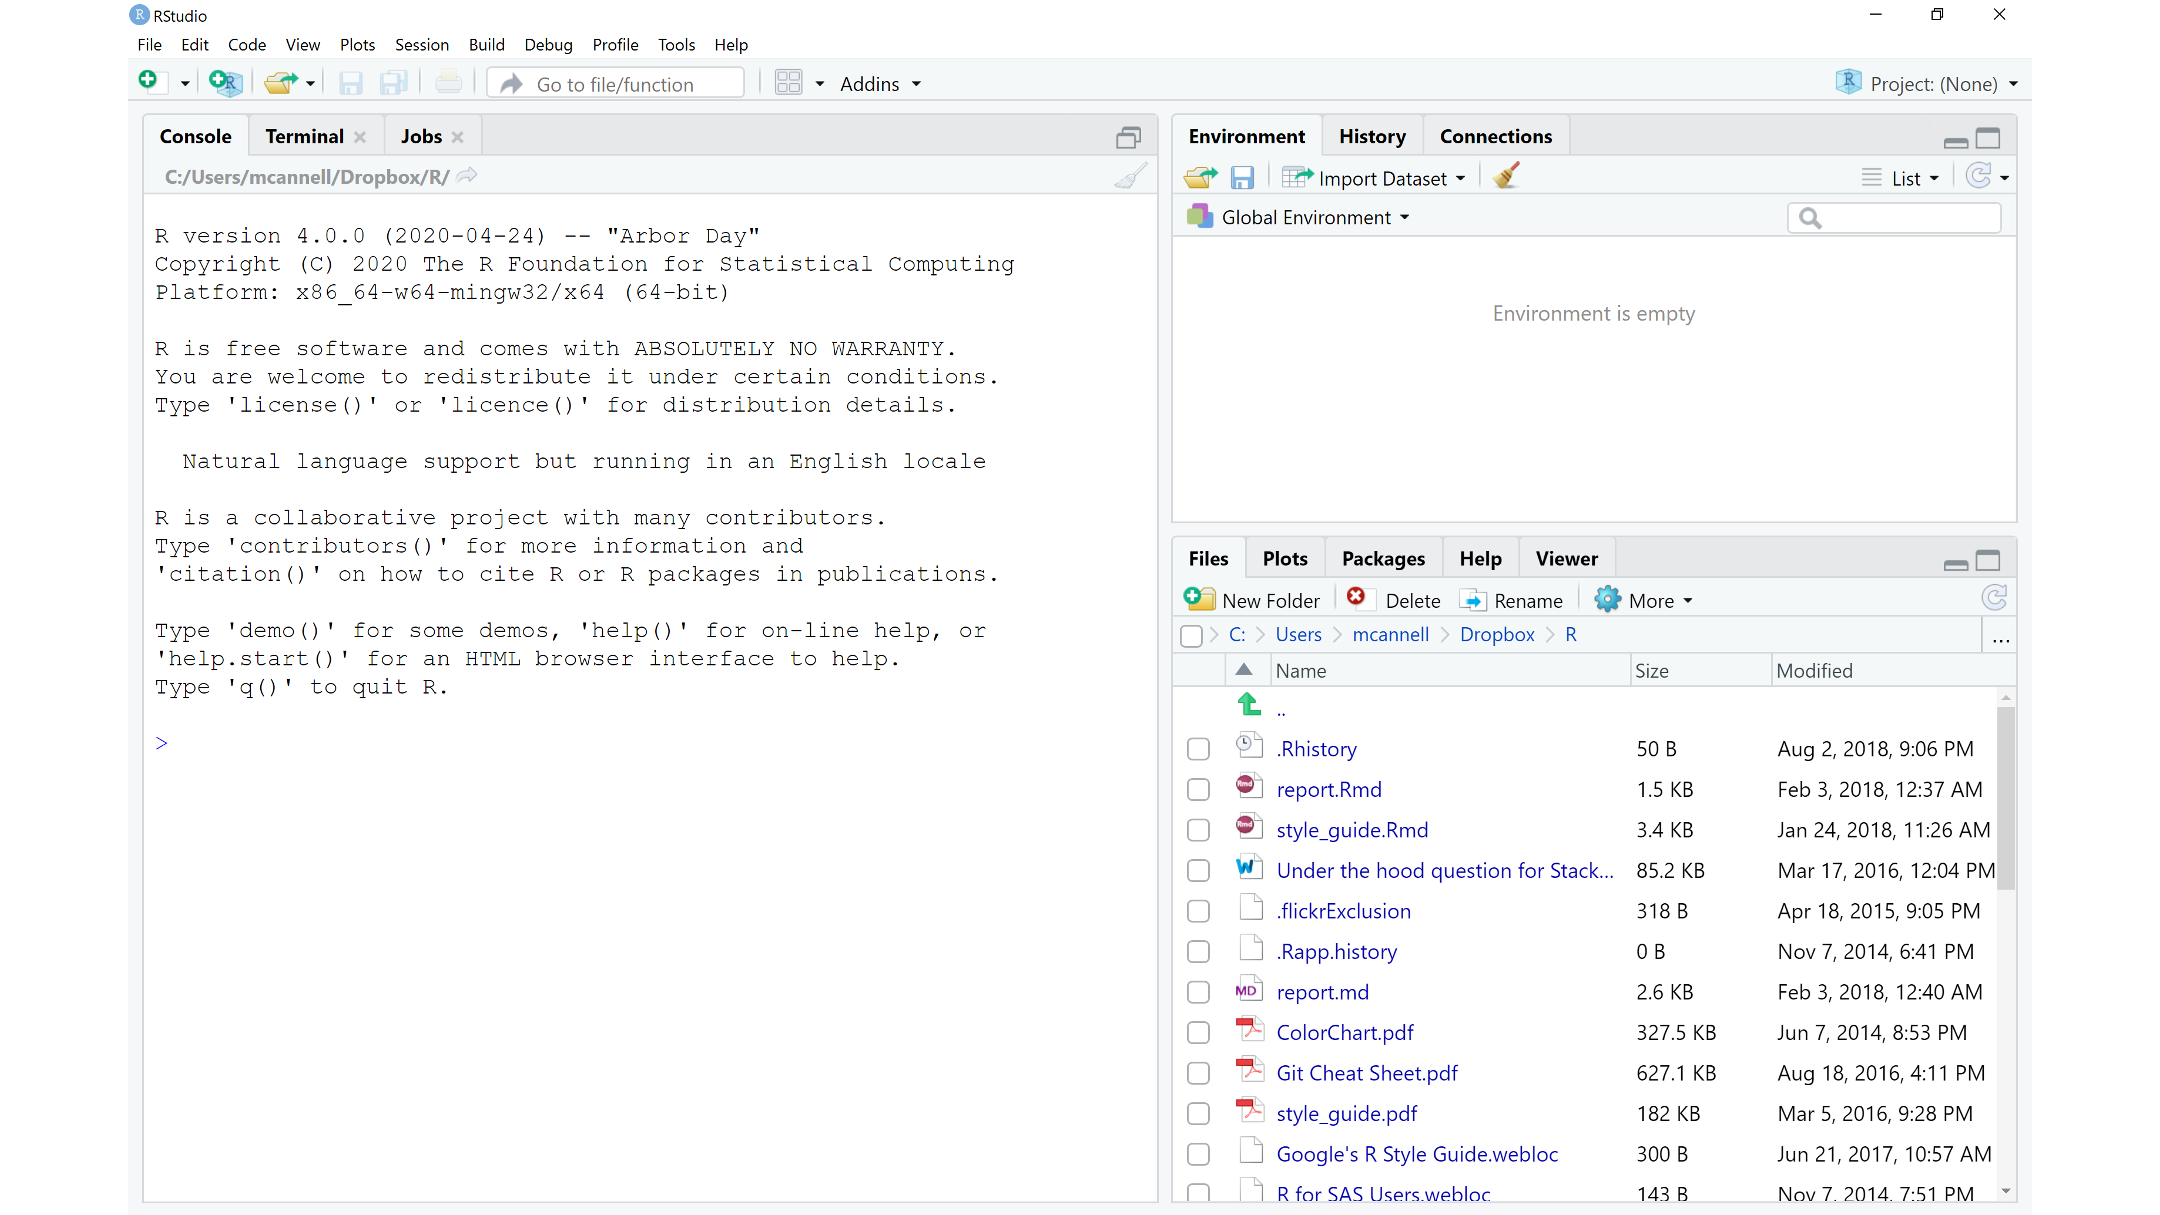 RStudio
File Edit Code View Plots Session Build Debug Profile Tools Help
Go to file/function Addins Project: (None)
Console Terminal Jobs
C:/Users/mcannell/Dropbox/R/
R version 4.0.0 (2020-04-24) -- "Arbor Day"
Copyright (C) 2020 The R Foundation for Statistical Computing
Platform: x86_64-w64-mingw32/x64 (64-bit)
R is free software and comes with ABSOLUTELY NO WARRANTY.
You are welcome to redistribute it under certain conditions.
Type 'license()' or 'licence()' for distribution details.
Natural language support but running in an English locale
R is a collaborative project with many contributors.
Type 'contributors()' for more information and
'citation()' on how to cite R or R packages in publications.
Type 'demo()' for some demos, 'help()' for on-line help, or
'help.start()' for an HTML browser interface to help.
Type 'q()' to quit R.
>
Environment History Connections
Import Dataset List
Global Environment
Environment is empty
Files Plots Packages Help Viewer
New Folder Delete Rename More
C: Users mcannell Dropbox R ...
Name Size Modified
..
.Rhistory 50 B Aug 2, 2018, 9:06 PM
report.Rmd 1.5 KB Feb 3, 2018, 12:37 AM
style_guide.Rmd 3.4 KB Jan 24, 2018, 11:26 AM
Under the hood question for Stack... 85.2 KB Mar 17, 2016, 12:04 PM
.flickrExclusion 318 B Apr 18, 2015, 9:05 PM
.Rapp.history 0 B Nov 7, 2014, 6:41 PM
MD report.md 2.6 KB Feb 3, 2018, 12:40 AM
ColorChart.pdf 327.5 KB Jun 7, 2014, 8:53 PM
Git Cheat Sheet.pdf 627.1 KB Aug 18, 2016, 4:11 PM
style_guide.pdf 182 KB Mar 5, 2016, 9:28 PM
Google's R Style Guide.webloc 300 B Jun 21, 2017, 10:57 AM
R for SAS Users.webloc 143 B Nov 7, 2014, 7:51 PM